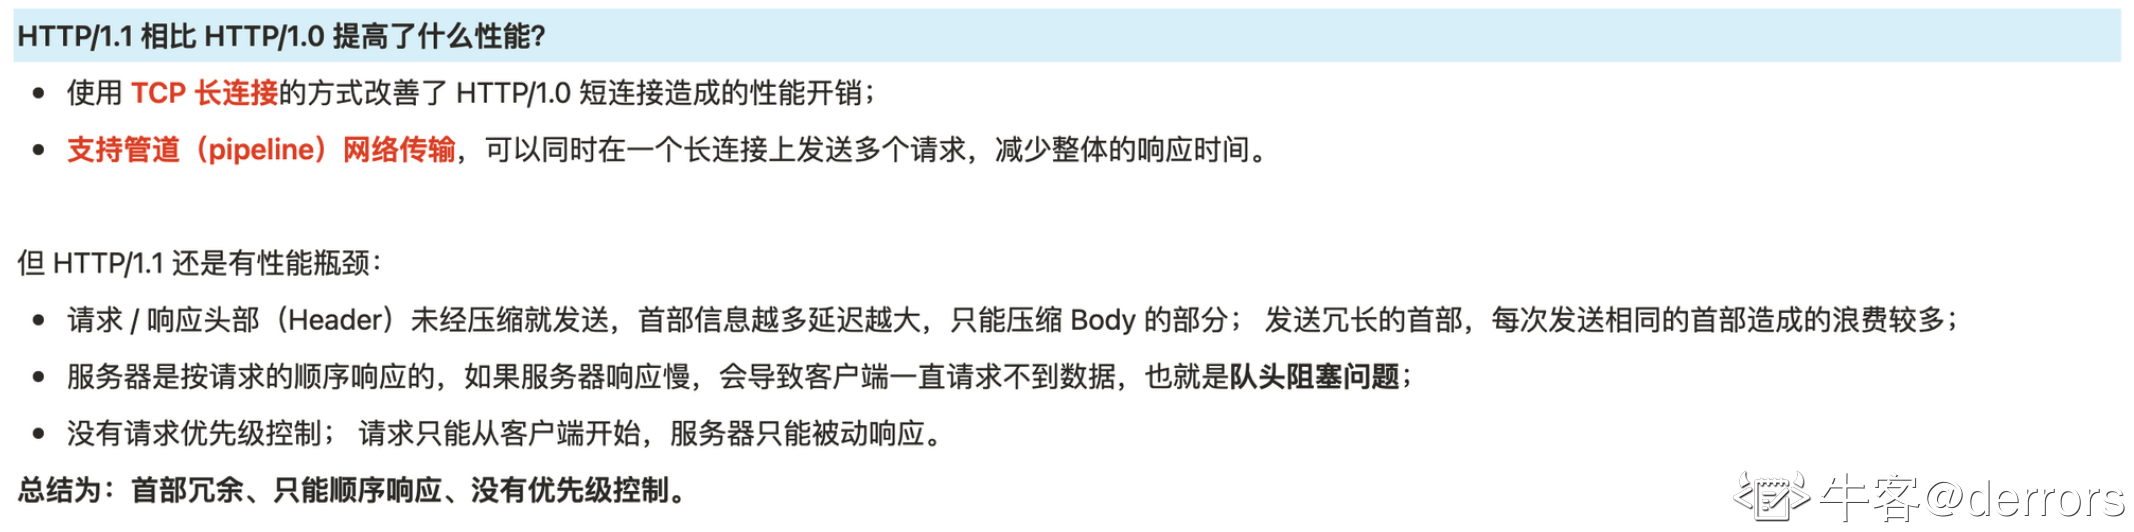 HTTP/1.1 相比 HTTP/1.0 提高了什么性能？
• 使用 TCP 长连接的方式改善了 HTTP/1.0 短连接造成的性能开销；
• 支持管道（pipeline）网络传输，可以同时在一个长连接上发送多个请求，减少整体的响应时间。
但 HTTP/1.1 还是有性能瓶颈：
• 请求 / 响应头部（Header）未经压缩就发送，首部信息越多延迟越大，只能压缩 Body 的部分； 发送冗长的首部，每次发送相同的首部造成的浪费较多；
• 服务器是按请求的顺序响应的，如果服务器响应慢，会导致客户端一直请求不到数据，也就是队头阻塞问题；
• 没有请求优先级控制； 请求只能从客户端开始，服务器只能被动响应。
总结为：首部冗余、只能顺序响应、没有优先级控制。
牛客@derrors